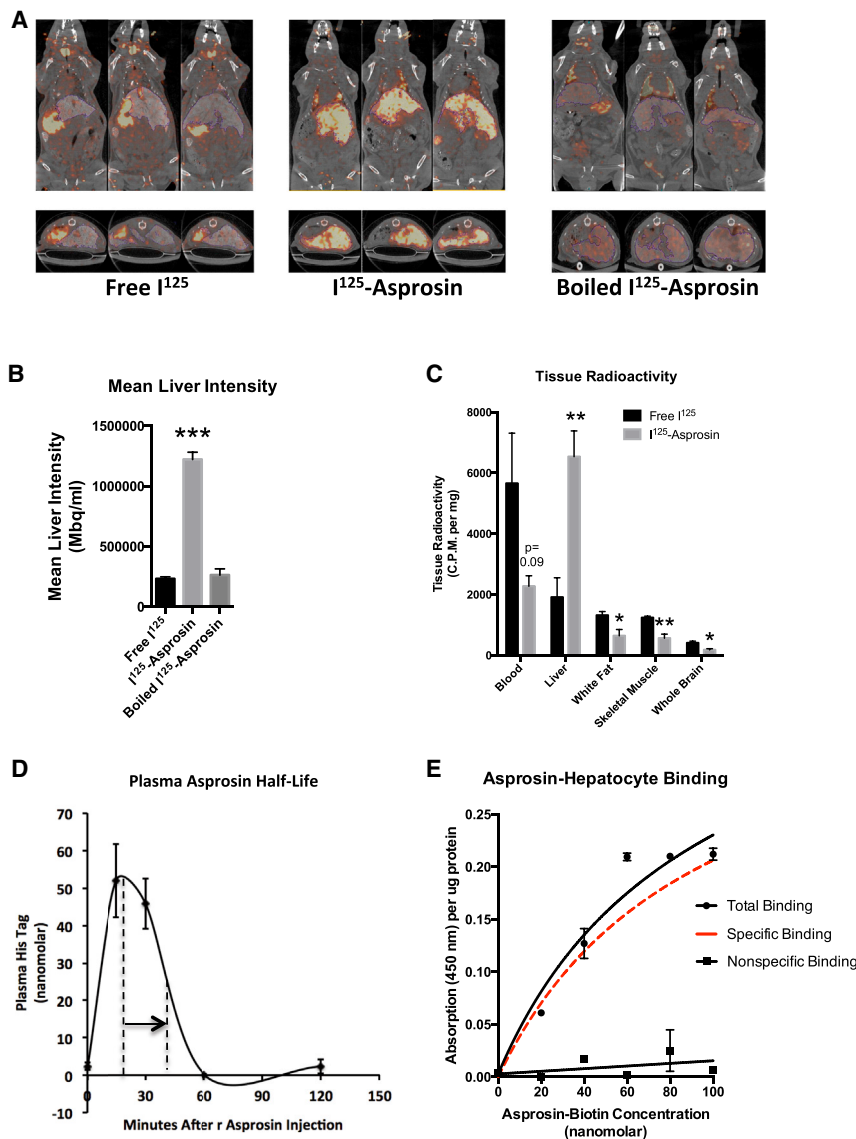 A
Free I¹²⁵
I¹²⁵-Asprosin
Boiled I¹²⁵-Asprosin
B
Mean Liver Intensity
Mean Liver Intensity
(Mbq/ml)
1500000
1000000
500000
0
***
Free I¹²⁵
I¹²⁵-Asprosin
Boiled I¹²⁵-Asprosin
C
Tissue Radioactivity
Tissue Radioactivity
(C.P.M. per mg)
8000
6000
4000
2000
0
Free I¹²⁵
I¹²⁵-Asprosin
p=
0.09
**
*
**
*
Blood
Liver
White Fat
Skeletal Muscle
Whole Brain
D
Plasma Asprosin Half-Life
Plasma His Tag
(nanomolar)
70
60
50
40
30
20
10
0
-10
0
30
60
90
120
150
Minutes After r Asprosin Injection
E
Asprosin-Hepatocyte Binding
Absorption (450 nm) per ug protein
0.25
0.20
0.15
0.10
0.05
0.00
0
20
40
60
80
100
Asprosin-Biotin Concentration
(nanomolar)
Total Binding
Specific Binding
Nonspecific Binding